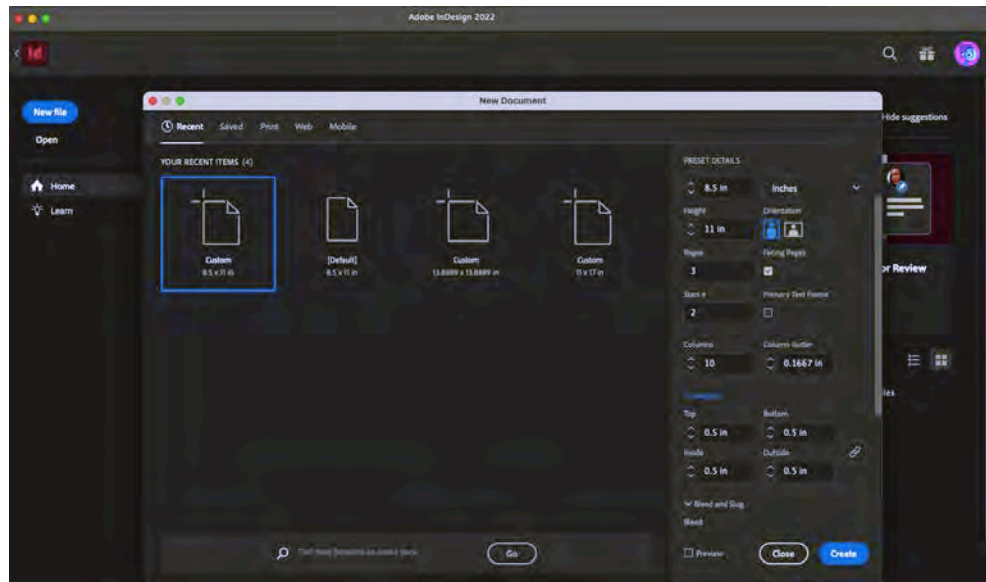 Adobe InDesign 2022
Id
New file
Open
Home
Learn
Hide suggestions
or Review
les
New Document
Recent Saved Print Web Mobile
YOUR RECENT ITEMS (4)
Custom
8.5 x 11 in
[Default]
8.5 x 11 in
Custom
13.8889 x 13.8889 in
Custom
11 x 17 in
Go
PRESET DETAILS
8.5 in Inches
Height Orientation
11 in
Pages Facing Pages
3
Start # Primary Text Frame
2
Columns Column Gutter
10 0.1667 in
Top Bottom
0.5 in 0.5 in
Inside Outside
0.5 in 0.5 in
Bleed and Slug
Bleed
Preview Close Create